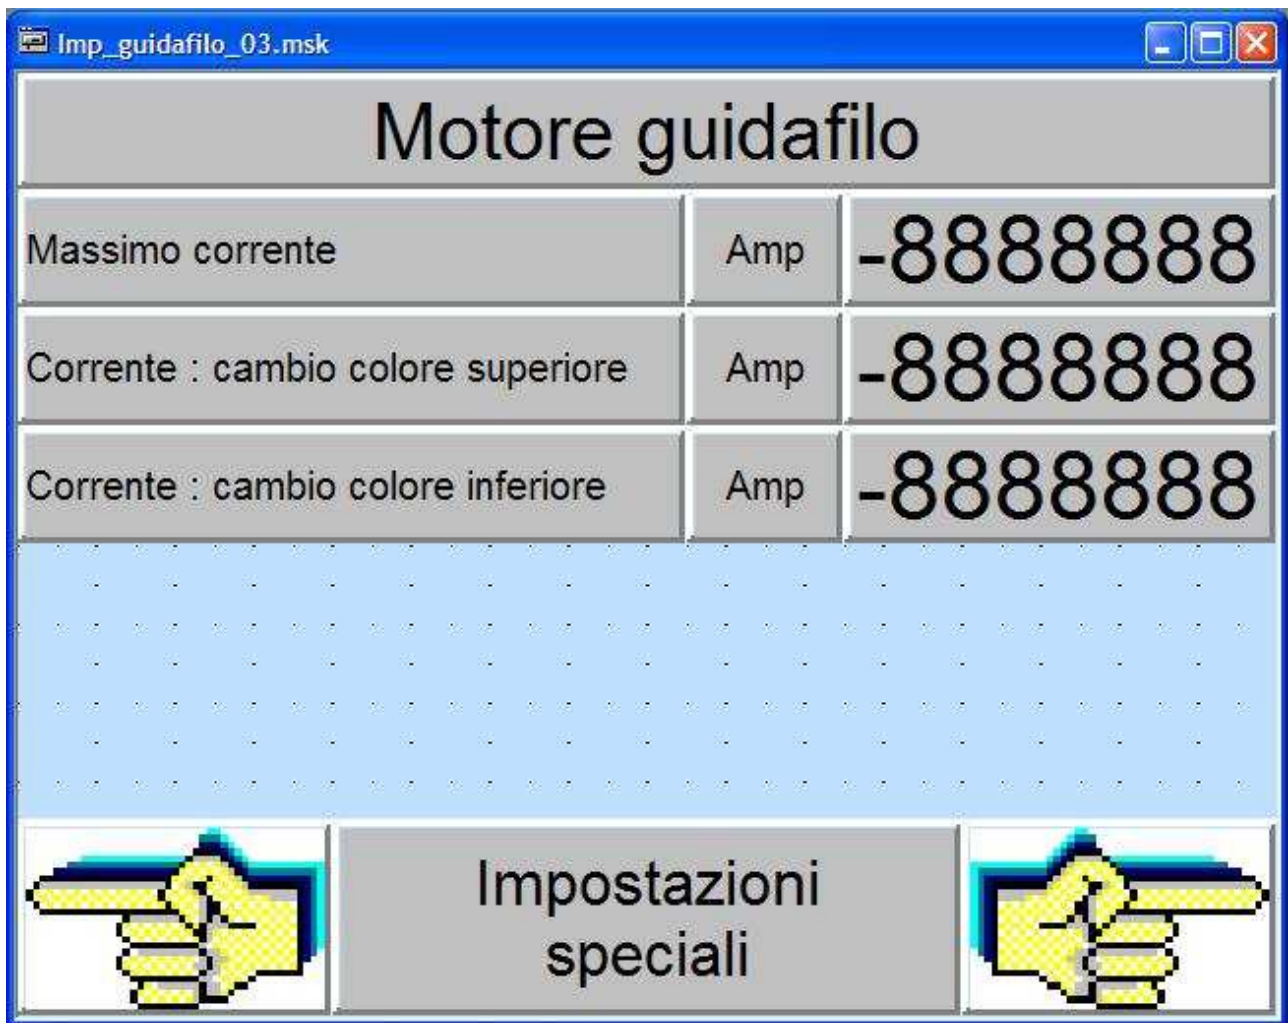 Imp_guidafilo_03.msk
Motore guidafilo
Massimo corrente Amp -8888888
Corrente : cambio colore superiore Amp -8888888
Corrente : cambio colore inferiore Amp -8888888
Impostazioni
speciali